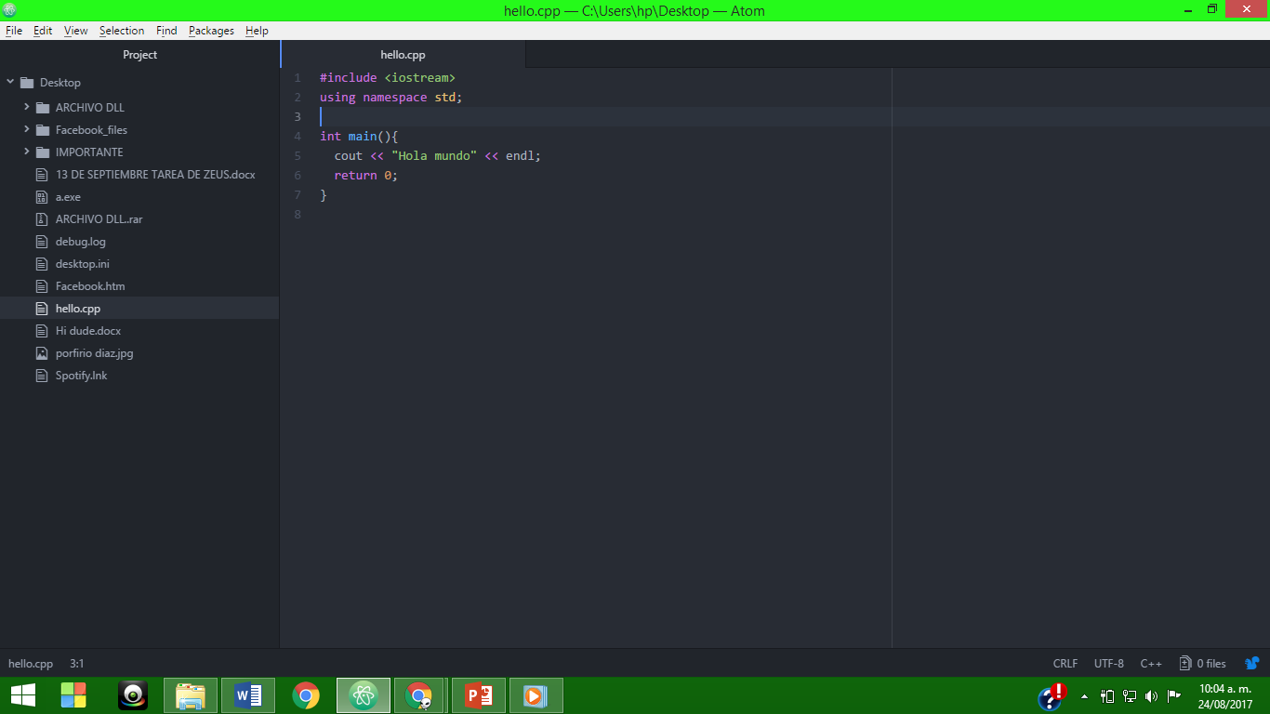 hello.cpp — C:\Users\hp\Desktop — Atom
File Edit View Selection Find Packages Help
Project
Desktop
ARCHIVO DLL
Facebook_files
IMPORTANTE
13 DE SEPTIEMBRE TAREA DE ZEUS.docx
a.exe
ARCHIVO DLL..rar
debug.log
desktop.ini
Facebook.htm
hello.cpp
Hi dude.docx
porfirio diaz.jpg
Spotify.lnk
hello.cpp
1 #include <iostream>
2 using namespace std;
3
4 int main(){
5   cout << "Hola mundo" << endl;
6   return 0;
7 }
8
hello.cpp 3:1 CRLF UTF-8 C++ 0 files
10:04 a. m.
24/08/2017